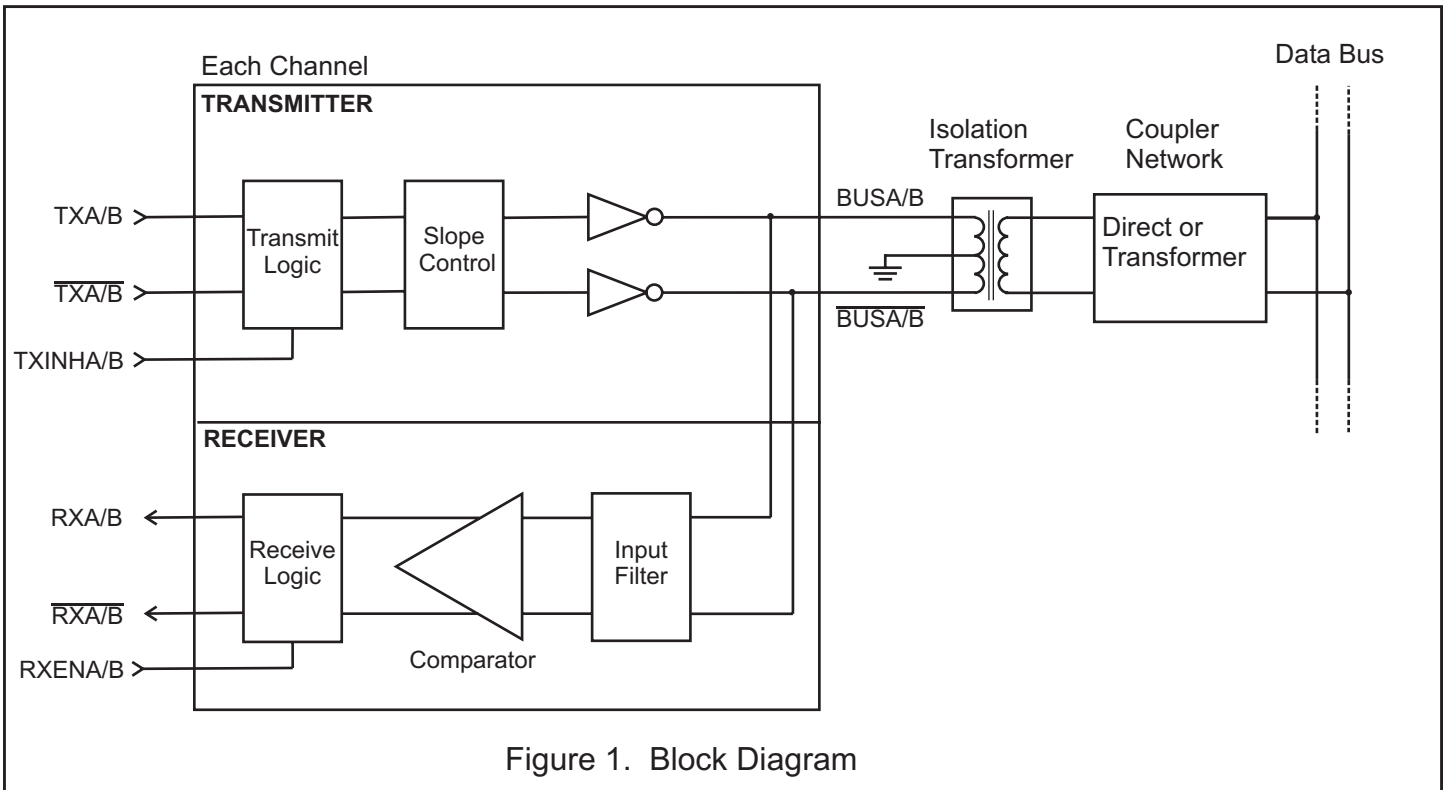 Each Channel
TRANSMITTER
TXA/B
TXA/B
TXINHA/B
Transmit
Logic
Slope
Control
BUSA/B
BUSA/B
Isolation
Transformer
Coupler
Network
Direct or
Transformer
Data Bus
RECEIVER
RXA/B
RXA/B
RXENA/B
Receive
Logic
Comparator
Input
Filter
Figure 1. Block Diagram